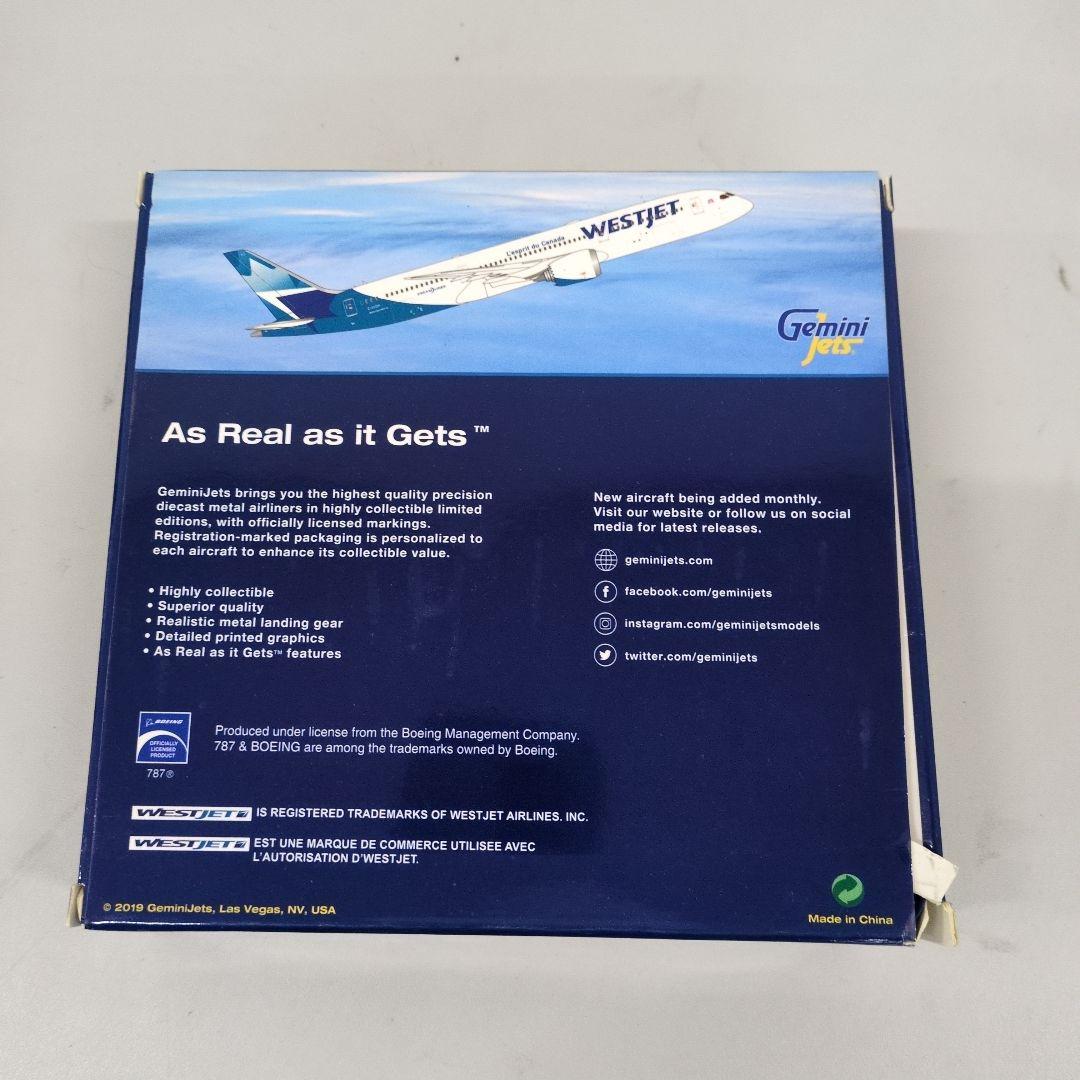 WESTJET
L'esprit du Canada
Gemini
Jets
As Real as it Gets™
GeminiJets brings you the highest quality precision
diecast metal airliners in highly collectible limited
editions, with officially licensed markings.
Registration-marked packaging is personalized to
each aircraft to enhance its collectible value.
• Highly collectible
• Superior quality
• Realistic metal landing gear
• Detailed printed graphics
• As Real as it Gets™ features
New aircraft being added monthly.
Visit our website or follow us on social
media for latest releases.
geminijets.com
facebook.com/geminijets
instagram.com/geminijetsmodels
twitter.com/geminijets
BOEING
OFFICIALLY
LICENSED
PRODUCT
787®
Produced under license from the Boeing Management Company.
787 & BOEING are among the trademarks owned by Boeing.
WESTJET IS REGISTERED TRADEMARKS OF WESTJET AIRLINES. INC.
WESTJET EST UNE MARQUE DE COMMERCE UTILISEE AVEC
L'AUTORISATION D'WESTJET.
© 2019 GeminiJets, Las Vegas, NV, USA
Made in China